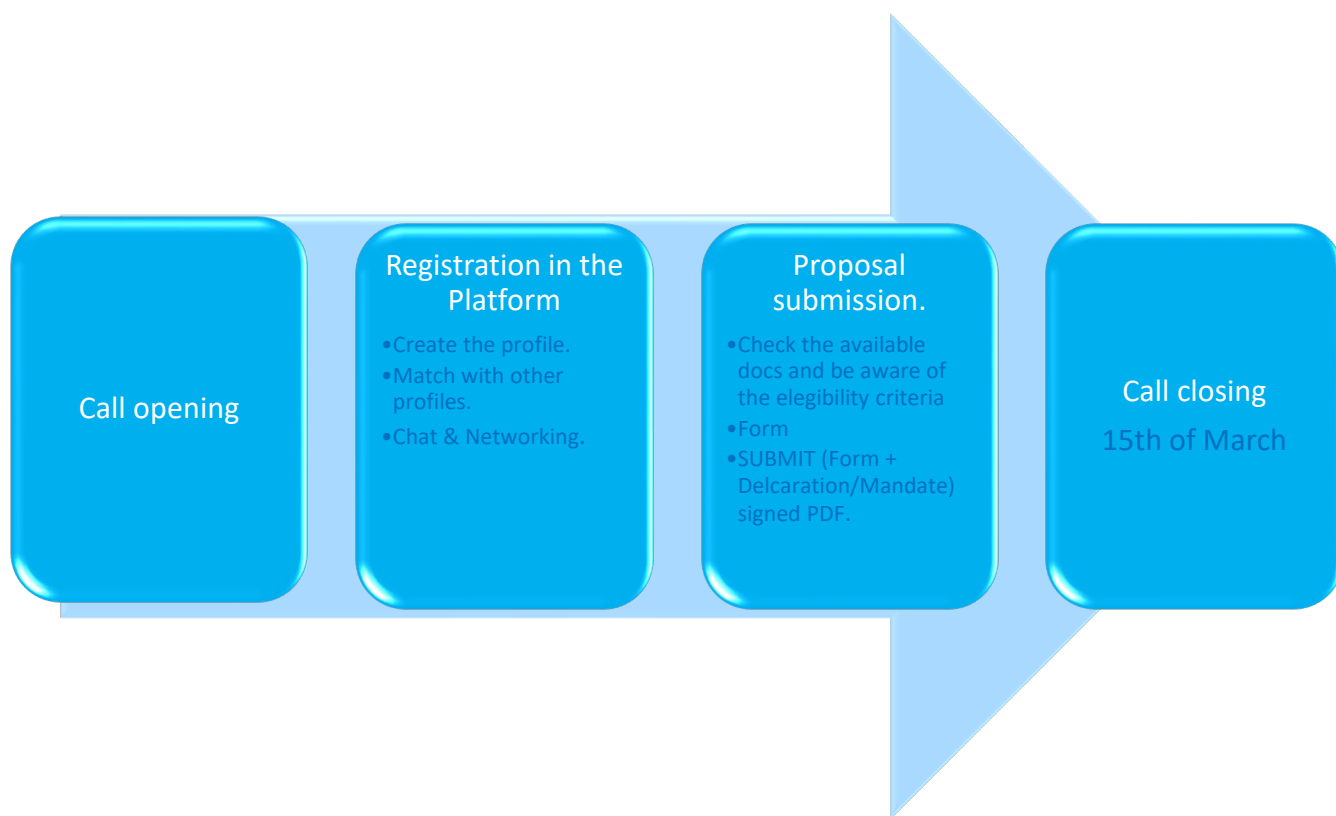 Call opening
Registration in the
Platform
•Create the profile.
•Match with other
profiles.
•Chat & Networking.
Proposal
submission.
•Check the available
docs and be aware of
the elegibility criteria
•Form
•SUBMIT (Form +
Delcaration/Mandate)
signed PDF.
Call closing
15th of March